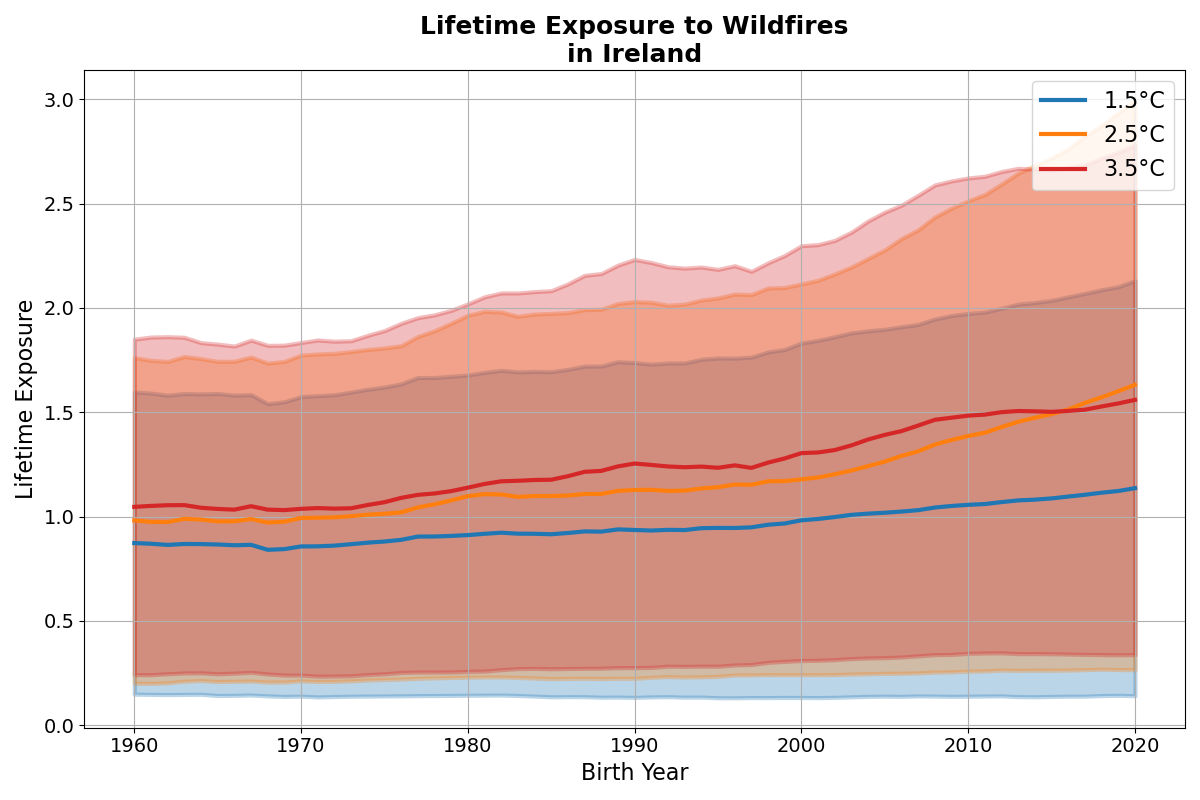 Lifetime Exposure to Wildfires
in Ireland
3.0
2.5
2.0
1.5
1.0
0.5
0.0
Lifetime Exposure
1.5°C
2.5°C
3.5°C
1960
1970
1980
1990
2000
2010
2020
Birth Year